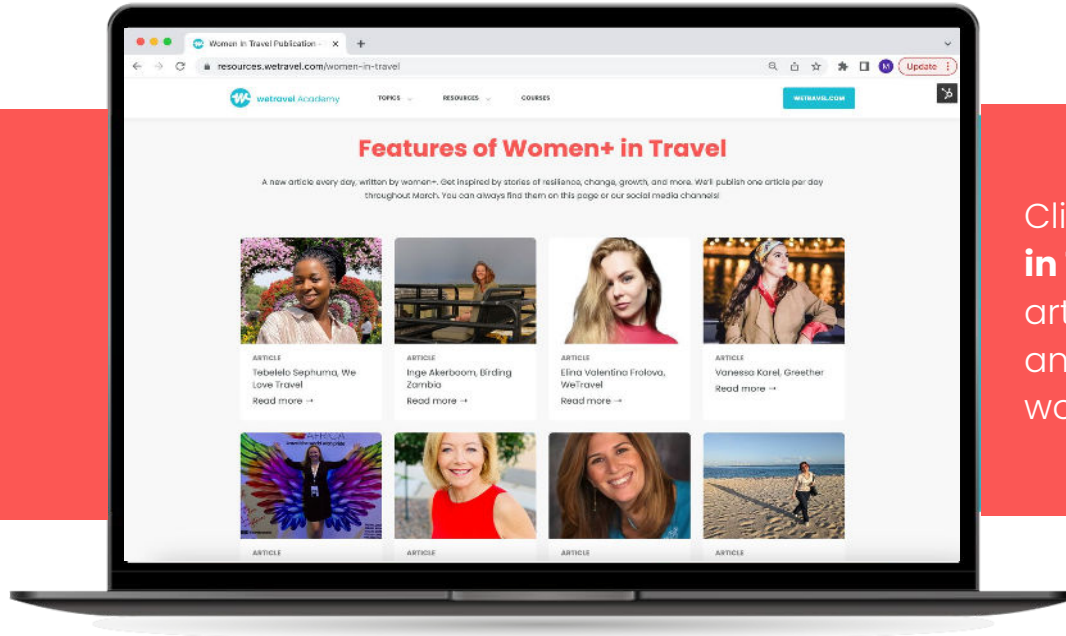 Women In Travel Publication -
resources.wetravel.com/women-in-travel
M
Update
wetravel Academy
TOPICS
RESOURCES
COURSES
WETRAVEL.COM
Features of Women+ in Travel
A new article every day, written by women+. Get inspired by stories of resilience, change, growth, and more. We'll publish one article per day
throughout March. You can always find them on this page or our social media channels!
ARTICLE
Tebelelo Sephuma, We
Love Travel
Read more →
ARTICLE
Inge Akerboom, Birding
Zambia
Read more →
ARTICLE
Elina Valentina Frolova,
WeTravel
Read more →
ARTICLE
Vanessa Karel, Greether
Read more →
AFRICA
ARTICLE
ARTICLE
ARTICLE
ARTICLE
Cli
in
art
an
wo